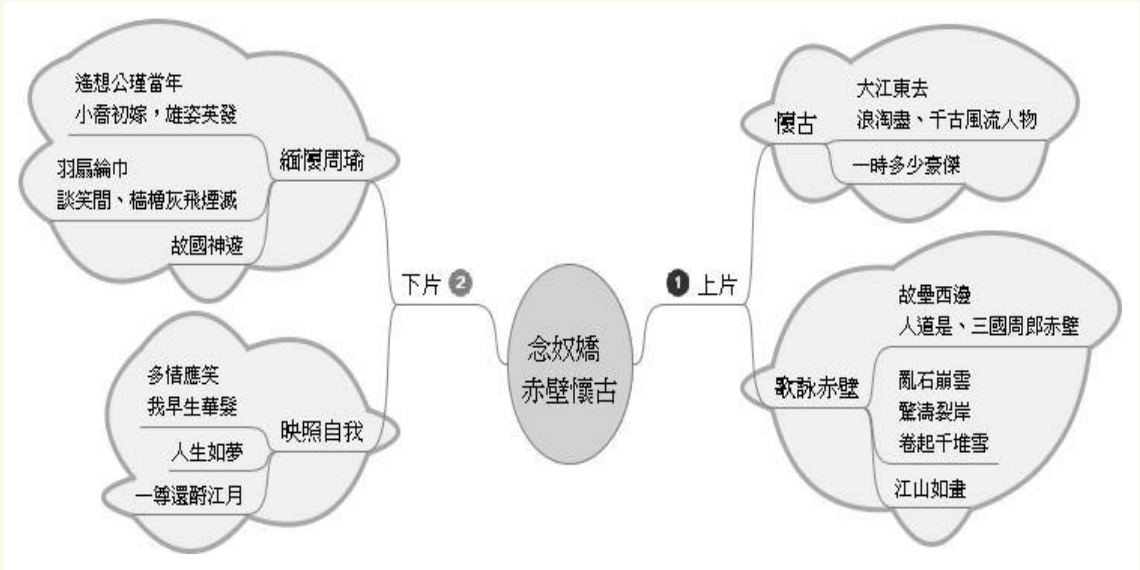 念奴嬌
赤壁懷古
1 上片
懷古
大江東去
浪淘盡、千古風流人物
一時多少豪傑
歌詠赤壁
故壘西邊
人道是、三國周郎赤壁
亂石崩雲
驚濤裂岸
卷起千堆雪
江山如畫
2 下片
緬懷周瑜
遙想公瑾當年
小喬初嫁，雄姿英發
羽扇綸巾
談笑間、檣櫓灰飛煙滅
故國神遊
映照自我
多情應笑
我早生華髮
人生如夢
一尊還酹江月